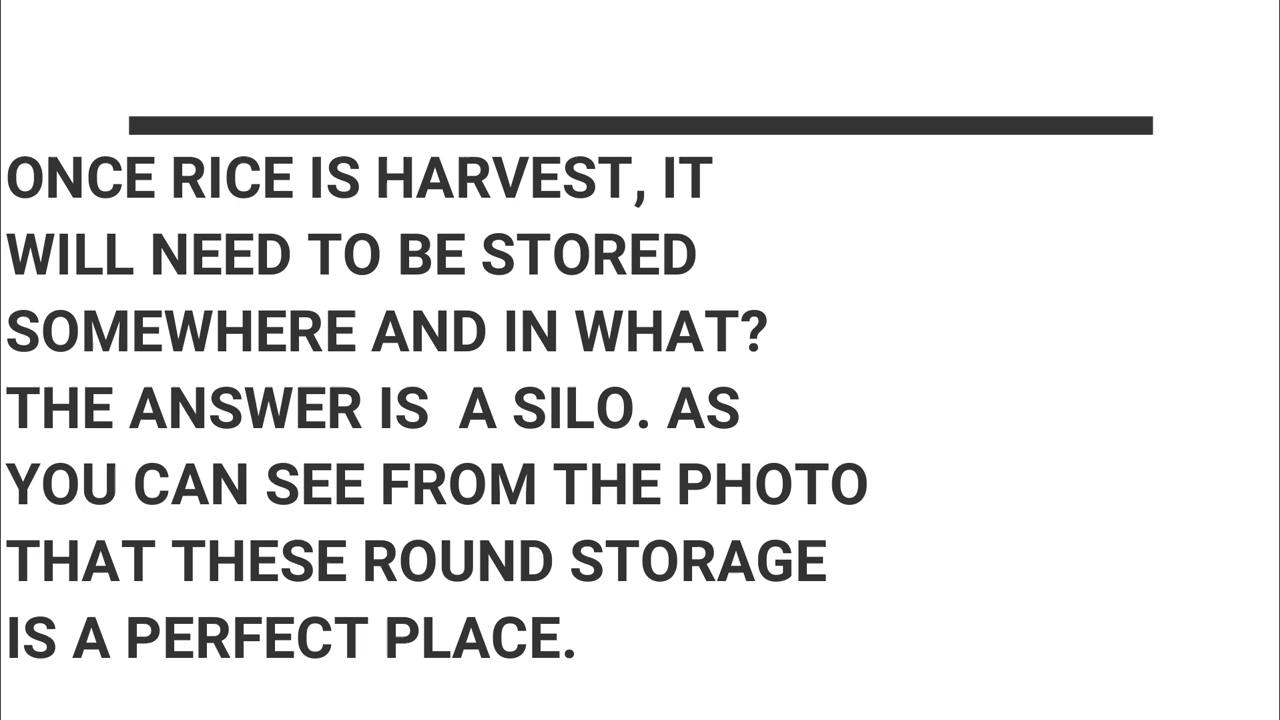 ONCE RICE IS HARVEST, IT
WILL NEED TO BE STORED
SOMEWHERE AND IN WHAT?
THE ANSWER IS  A SILO. AS
YOU CAN SEE FROM THE PHOTO
THAT THESE ROUND STORAGE
IS A PERFECT PLACE.